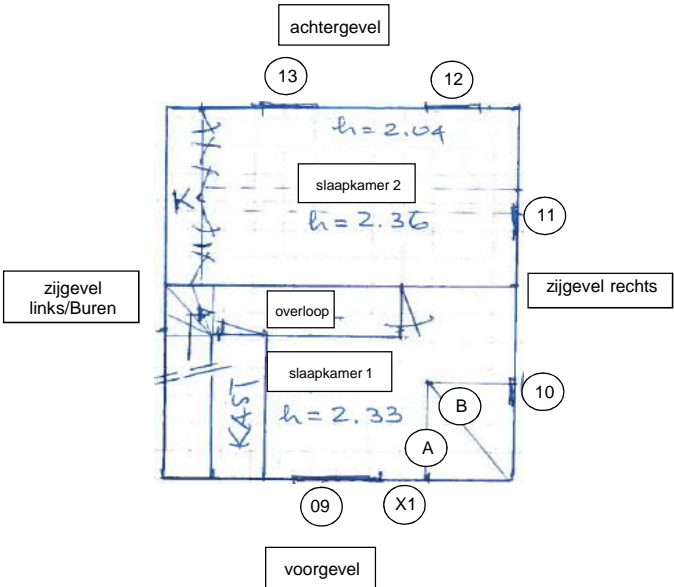 achtergevel
13
12
h = 2.04
slaapkamer 2
K
h = 2.36
11
zijgevel
links/Buren
zijgevel rechts
overloop
slaapkamer 1
10
KAST
B
h = 2.33
A
09
X1
voorgevel